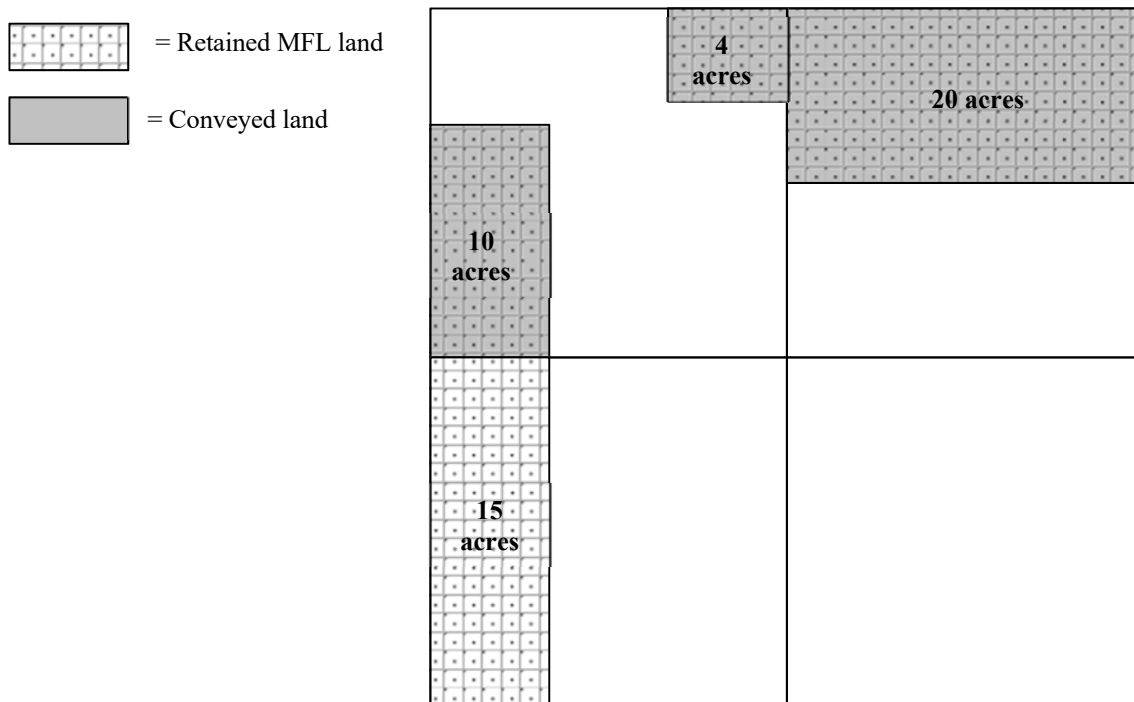 = Retained MFL land
= Conveyed land
4
acres
20 acres
10
acres
15
acres